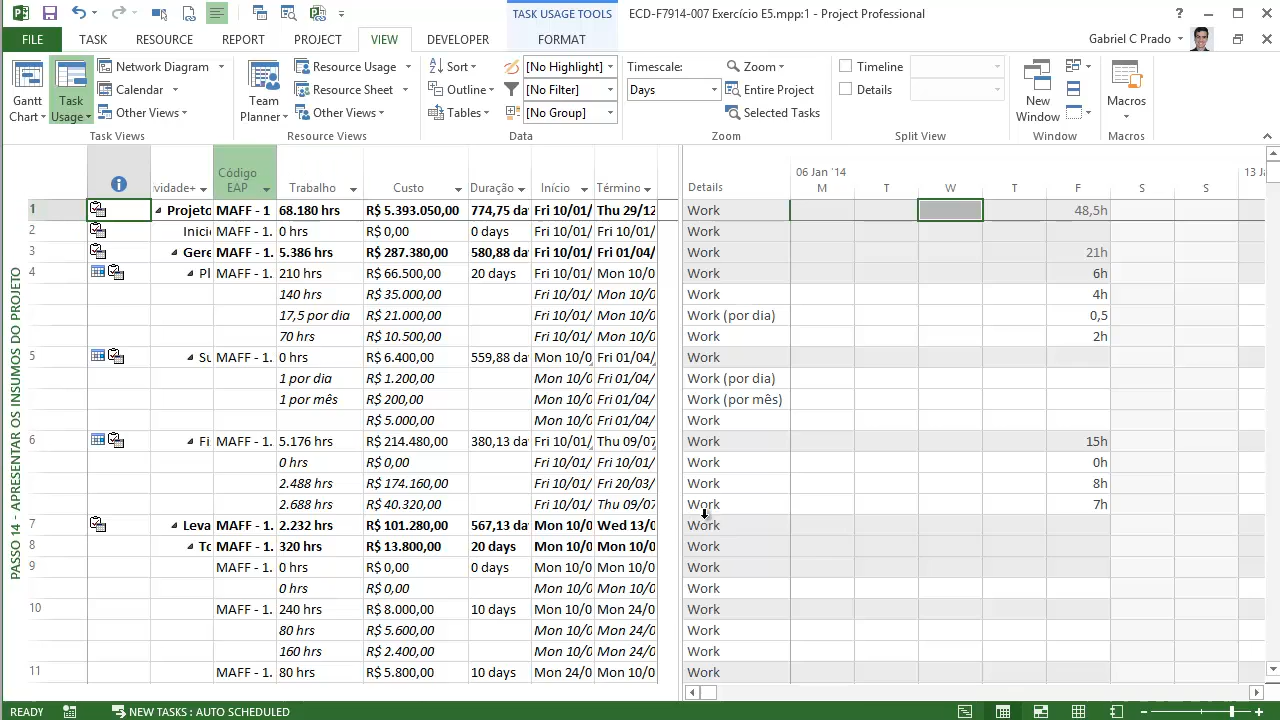 TASK USAGE TOOLS
ECD-F7914-007 Exercício E5.mpp:1 - Project Professional
FILE TASK RESOURCE REPORT PROJECT VIEW DEVELOPER FORMAT
Gabriel C Prado
Gantt Chart
Task Usage
Network Diagram
Calendar
Other Views
Task Views
Team Planner
Resource Usage
Resource Sheet
Other Views
Resource Views
Sort
Outline
Tables
[No Highlight]
[No Filter]
[No Group]
Data
Timescale:
Days
Zoom
Entire Project
Selected Tasks
Zoom
Timeline
Details
Split View
New Window
Window
Macros
Macros
PASSO 14 - APRESENTAR OS INSUMOS DO PROJETO
vidade+ Código EAP Trabalho Custo Duração Início Término
Details 06 Jan '14 13 Ja
M T W T F S S
1 Projeto MAFF - 1 68.180 hrs R$ 5.393.050,00 774,75 da Fri 10/01/ Thu 29/12 Work 48,5h
2 Inici MAFF - 1. 0 hrs R$ 0,00 0 days Fri 10/01/ Fri 10/01/ Work
3 Gere MAFF - 1. 5.386 hrs R$ 287.380,00 580,88 da Fri 10/01/ Fri 01/04/ Work 21h
4 Pl MAFF - 1. 210 hrs R$ 66.500,00 20 days Fri 10/01/ Mon 10/0 Work 6h
140 hrs R$ 35.000,00 Fri 10/01/ Mon 10/0 Work 4h
17,5 por dia R$ 21.000,00 Fri 10/01/ Mon 10/0 Work (por dia) 0,5
70 hrs R$ 10.500,00 Fri 10/01/ Mon 10/0 Work 2h
5 Su MAFF - 1. 0 hrs R$ 6.400,00 559,88 da Mon 10/0 Fri 01/04/ Work
1 por dia R$ 1.200,00 Mon 10/0 Fri 01/04/ Work (por dia)
1 por mês R$ 200,00 Mon 10/0 Fri 01/04/ Work (por mês)
R$ 5.000,00 Mon 10/0 Fri 01/04/ Work
6 Fi MAFF - 1. 5.176 hrs R$ 214.480,00 380,13 da Fri 10/01/ Thu 09/07 Work 15h
0 hrs R$ 0,00 Fri 10/01/ Fri 10/01/ Work 0h
2.488 hrs R$ 174.160,00 Fri 10/01/ Fri 20/03/ Work 8h
2.688 hrs R$ 40.320,00 Fri 10/01/ Thu 09/07 Work 7h
7 Leva MAFF - 1. 2.232 hrs R$ 101.280,00 567,13 da Mon 10/0 Wed 13/0 Work
8 To MAFF - 1. 320 hrs R$ 13.800,00 20 days Mon 10/0 Mon 10/0 Work
9 MAFF - 1. 0 hrs R$ 0,00 0 days Mon 10/0 Mon 10/0 Work
0 hrs R$ 0,00 Mon 10/0 Mon 10/0 Work
10 MAFF - 1. 240 hrs R$ 8.000,00 10 days Mon 10/0 Mon 24/0 Work
80 hrs R$ 5.600,00 Mon 10/0 Mon 24/0 Work
160 hrs R$ 2.400,00 Mon 10/0 Mon 24/0 Work
11 MAFF - 1. 80 hrs R$ 5.800,00 10 days Mon 24/0 Mon 10/0 Work
READY NEW TASKS : AUTO SCHEDULED